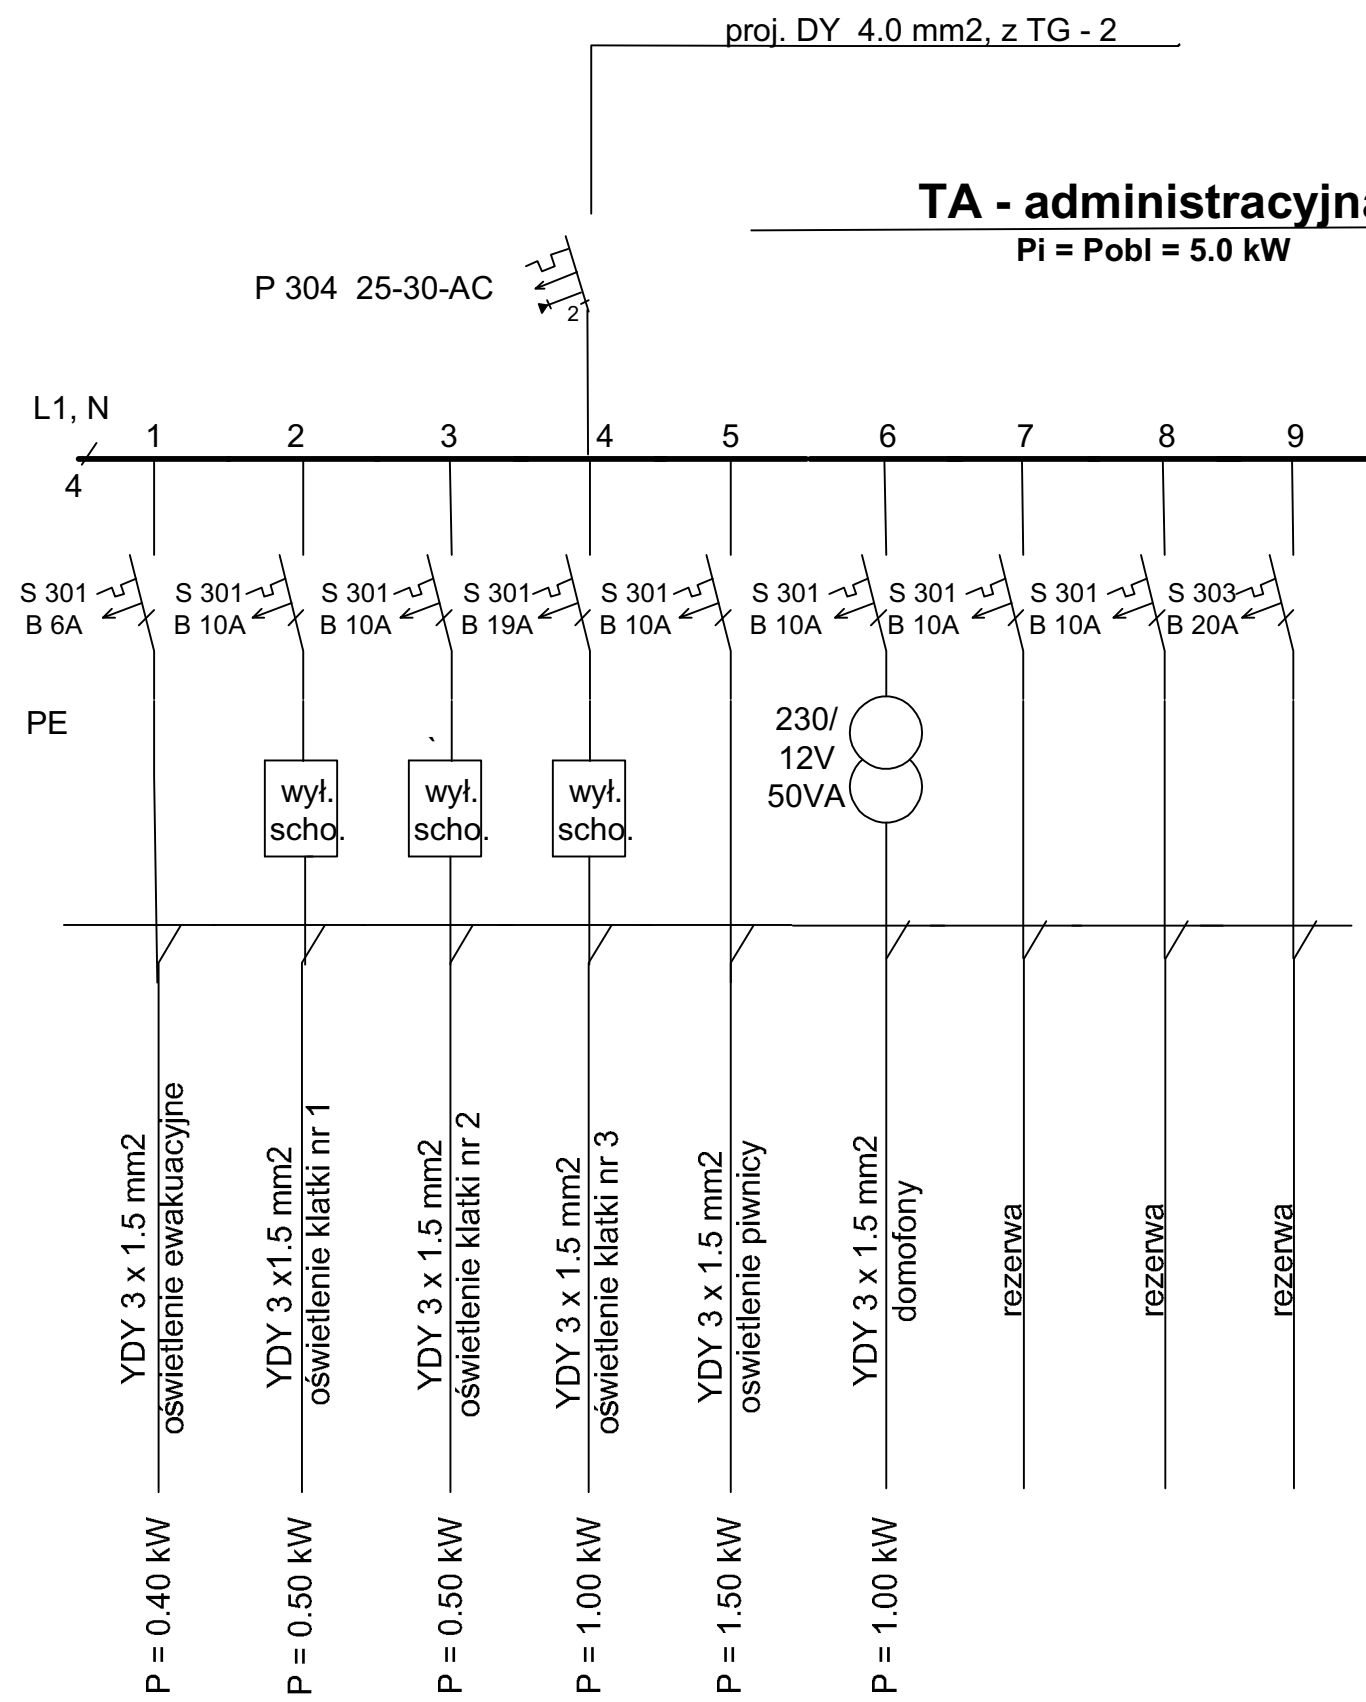 proj. DY  4.0 mm2, z TG - 2
TA - administracyjna
Pi = Pobl = 5.0 kW
P 304  25-30-AC
2
L1, N
4
1
2
3
4
5
6
7
8
9
S 301
B 6A
S 301
B 10A
S 301
B 10A
S 301
B 19A
S 301
B 10A
S 301
B 10A
S 301
B 10A
S 301
B 10A
S 303
B 20A
PE
`
wył.
scho.
wył.
scho.
wył.
scho.
230/
12V
50VA
YDY 3 x 1.5 mm2
oświetlenie ewakuacyjne
YDY 3 x1.5 mm2
oświetlenie klatki nr 1
YDY 3 x 1.5 mm2
oświetlenie klatki nr 2
YDY 3 x 1.5 mm2
oświetlenie klatki nr 3
YDY 3 x 1.5 mm2
oswietlenie piwnicy
YDY 3 x 1.5 mm2
domofony
rezerwa
rezerwa
rezerwa
P = 0.40 kW
P = 0.50 kW
P = 0.50 kW
P = 1.00 kW
P = 1.50 kW
P = 1.00 kW